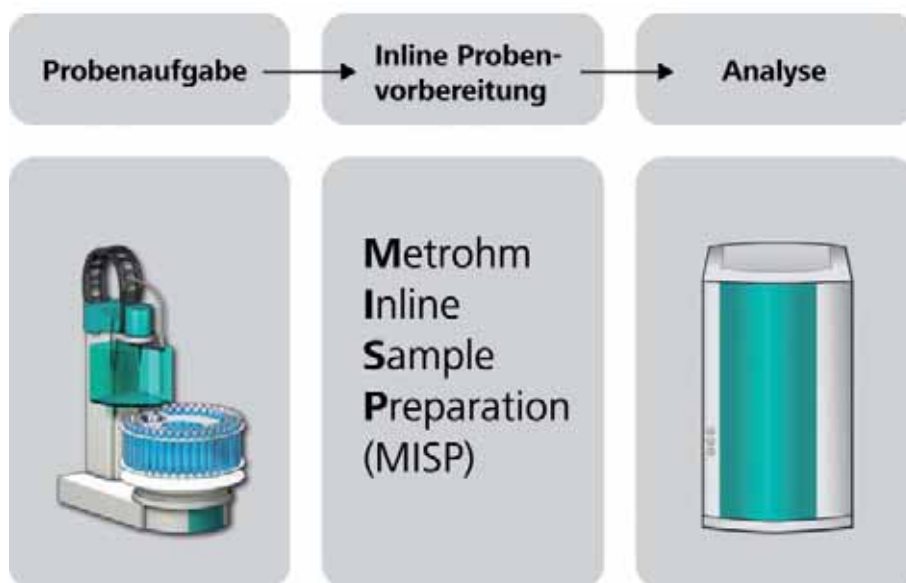 Probenaufgabe
Inline Proben-
vorbereitung
Analyse
Metrohm
Inline
Sample
Preparation
(MISP)